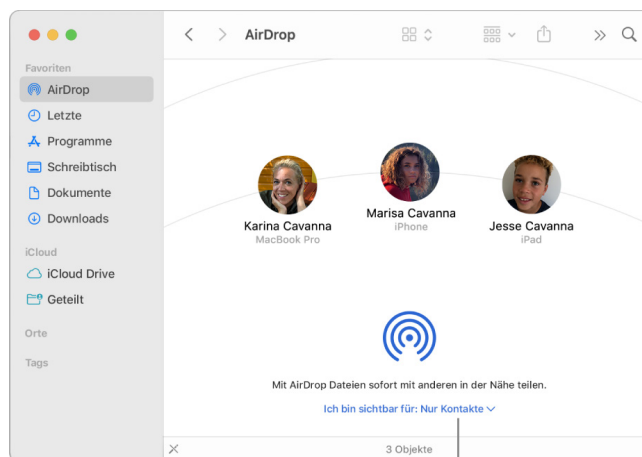 AirDrop
Favoriten
AirDrop
Letzte
Programme
Schreibtisch
Dokumente
Downloads
iCloud
iCloud Drive
Geteilt
Orte
Tags
Karina Cavanna
MacBook Pro
Marisa Cavanna
iPhone
Jesse Cavanna
iPad
Mit AirDrop Dateien sofort mit anderen in der Nähe teilen.
Ich bin sichtbar für: Nur Kontakte
3 Objekte